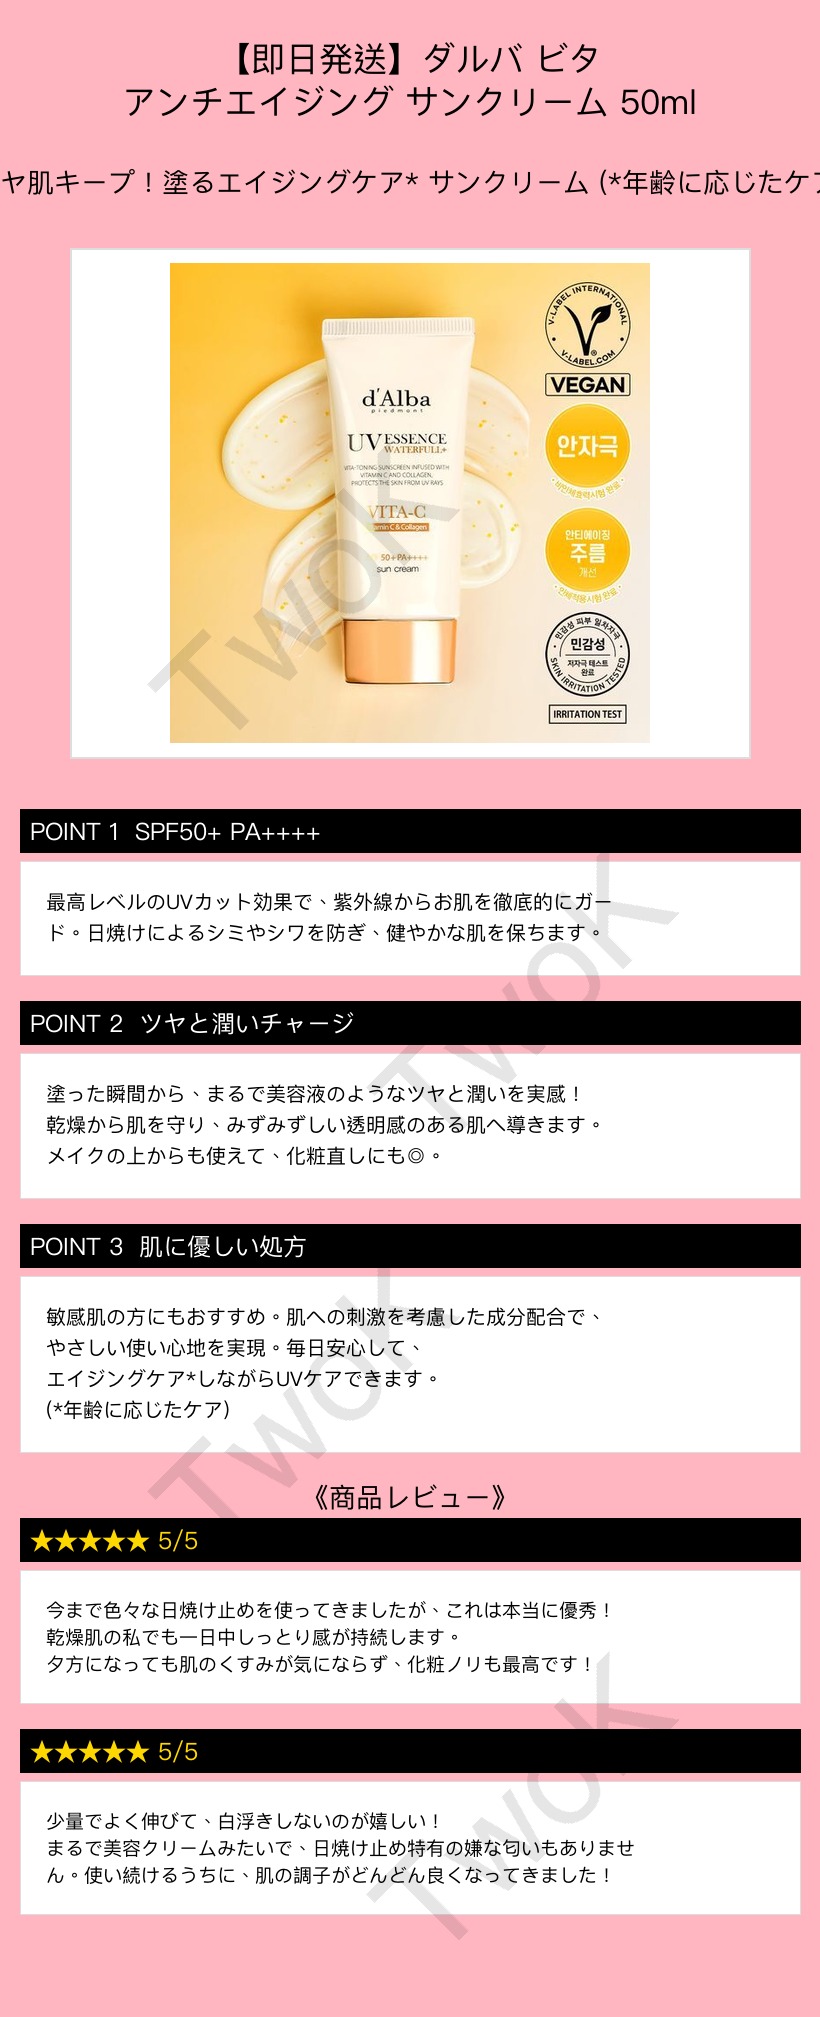 【即日発送】ダルバ ビタ
アンチエイジング サンクリーム 50ml
ヤ肌キープ！塗るエイジングケア* サンクリーム (*年齢に応じたケア
V-LABEL INTERNATIONAL
V-LABEL.COM
VEGAN
d'Alba
piedmont
UV ESSENCE
WATERFULL+
VITA-TONING SUNSCREEN INFUSED WITH
VITAMIN C AND COLLAGEN,
PROTECTS THE SKIN FROM UV RAYS
VITA-C
amin C & Collagen
50+PA++++
sun cream
안자극
안티에이징
주름
개선
인체적용시험 완료
민감성 피부 일차자극
민감성
저자극 테스트
완료
SKIN IRRITATION TESTED
IRRITATION TEST
TwoK
POINT 1 SPF50+ PA++++
最高レベルのUVカット効果で、紫外線からお肌を徹底的にガー
ド。日焼けによるシミやシワを防ぎ、健やかな肌を保ちます。
TwoK
POINT 2 ツヤと潤いチャージ
塗った瞬間から、まるで美容液のようなツヤと潤いを実感！
乾燥から肌を守り、みずみずしい透明感のある肌へ導きます。
メイクの上からも使えて、化粧直しにも◎。
POINT 3 肌に優しい処方
敏感肌の方にもおすすめ。肌への刺激を考慮した成分配合で、
やさしい使い心地を実現。毎日安心して、
エイジングケア*しながらUVケアできます。
(*年齢に応じたケア)
TwoK
《商品レビュー》
★★★★★ 5/5
今まで色々な日焼け止めを使ってきましたが、これは本当に優秀！
乾燥肌の私でも一日中しっとり感が持続します。
夕方になっても肌のくすみが気にならず、化粧ノリも最高です！
★★★★★ 5/5
少量でよく伸びて、白浮きしないのが嬉しい！
まるで美容クリームみたいで、日焼け止め特有の嫌な匂いもありませ
ん。使い続けるうちに、肌の調子がどんどん良くなってきました！
TwoK